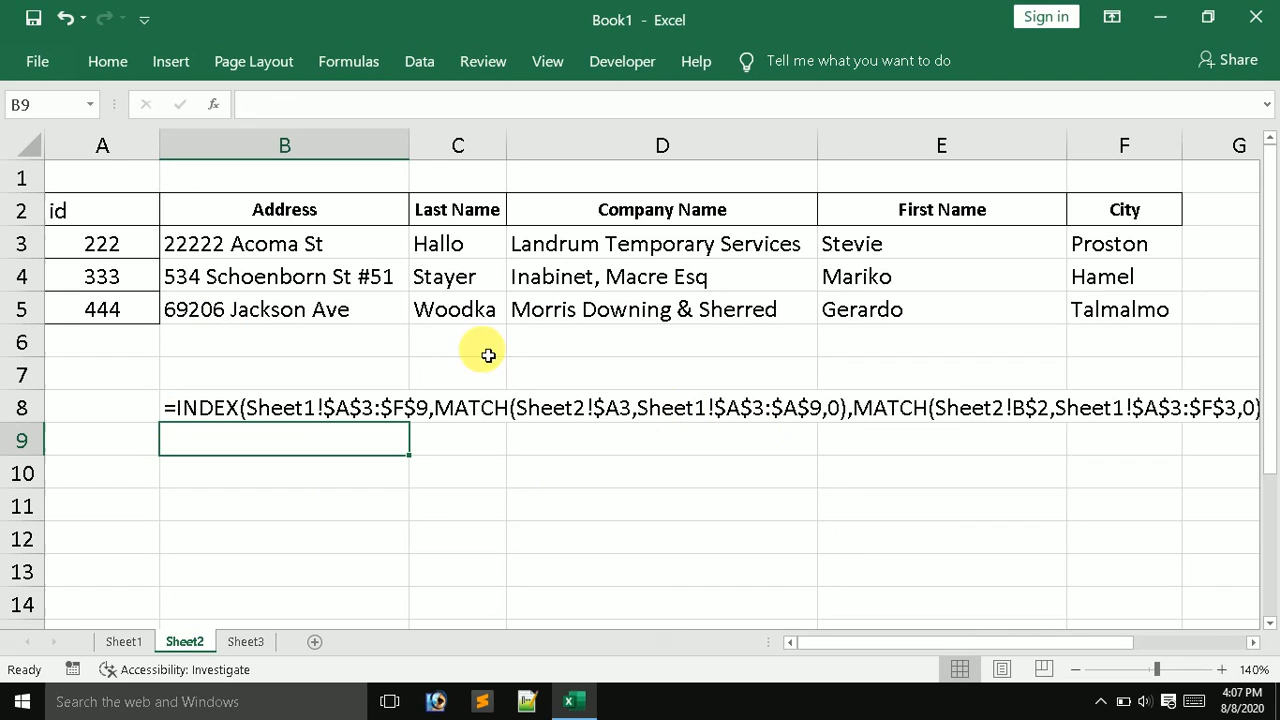 Book1 - Excel
Sign in
File Home Insert Page Layout Formulas Data Review View Developer Help Tell me what you want to do Share
B9 fx
A B C D E F G
1
2 id Address Last Name Company Name First Name City
3 222 22222 Acoma St Hallo Landrum Temporary Services Stevie Proston
4 333 534 Schoenborn St #51 Stayer Inabinet, Macre Esq Mariko Hamel
5 444 69206 Jackson Ave Woodka Morris Downing & Sherred Gerardo Talmalmo
6
7
8 =INDEX(Sheet1!$A$3:$F$9,MATCH(Sheet2!$A3,Sheet1!$A$3:$A$9,0),MATCH(Sheet2!B$2,Sheet1!$A$3:$F$3,0)
9
10
11
12
13
14
Sheet1 Sheet2 Sheet3
Ready Accessibility: Investigate 140%
Search the web and Windows 4:07 PM
8/8/2020